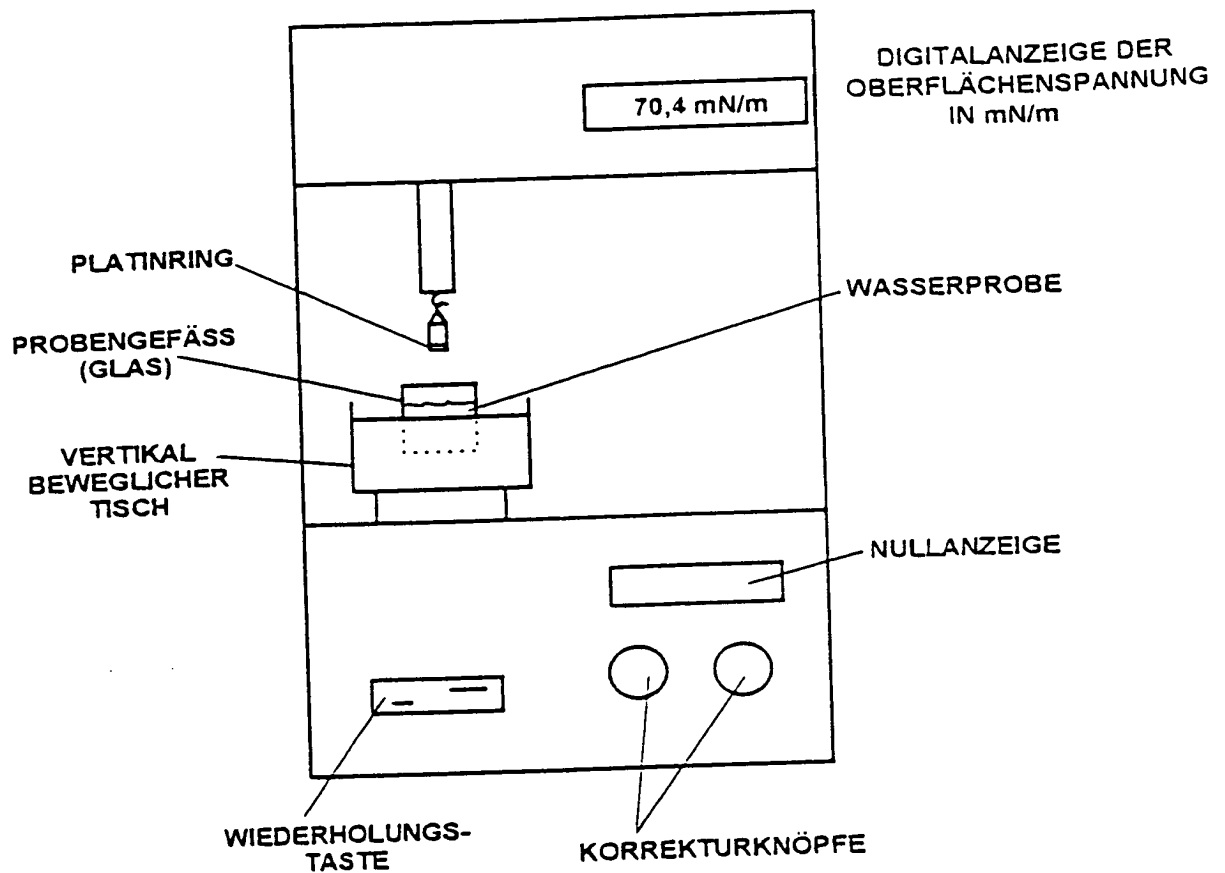 DIGITALANZEIGE DER
OBERFLÄCHENSPANNUNG
IN mN/m
70,4 mN/m
PLATINRING
WASSERPROBE
PROBENGEFÄSS
(GLAS)
VERTIKAL
BEWEGLICHER
TISCH
NULLANZEIGE
WIEDERHOLUNGS-
TASTE
KORREKTURKNÖPFE